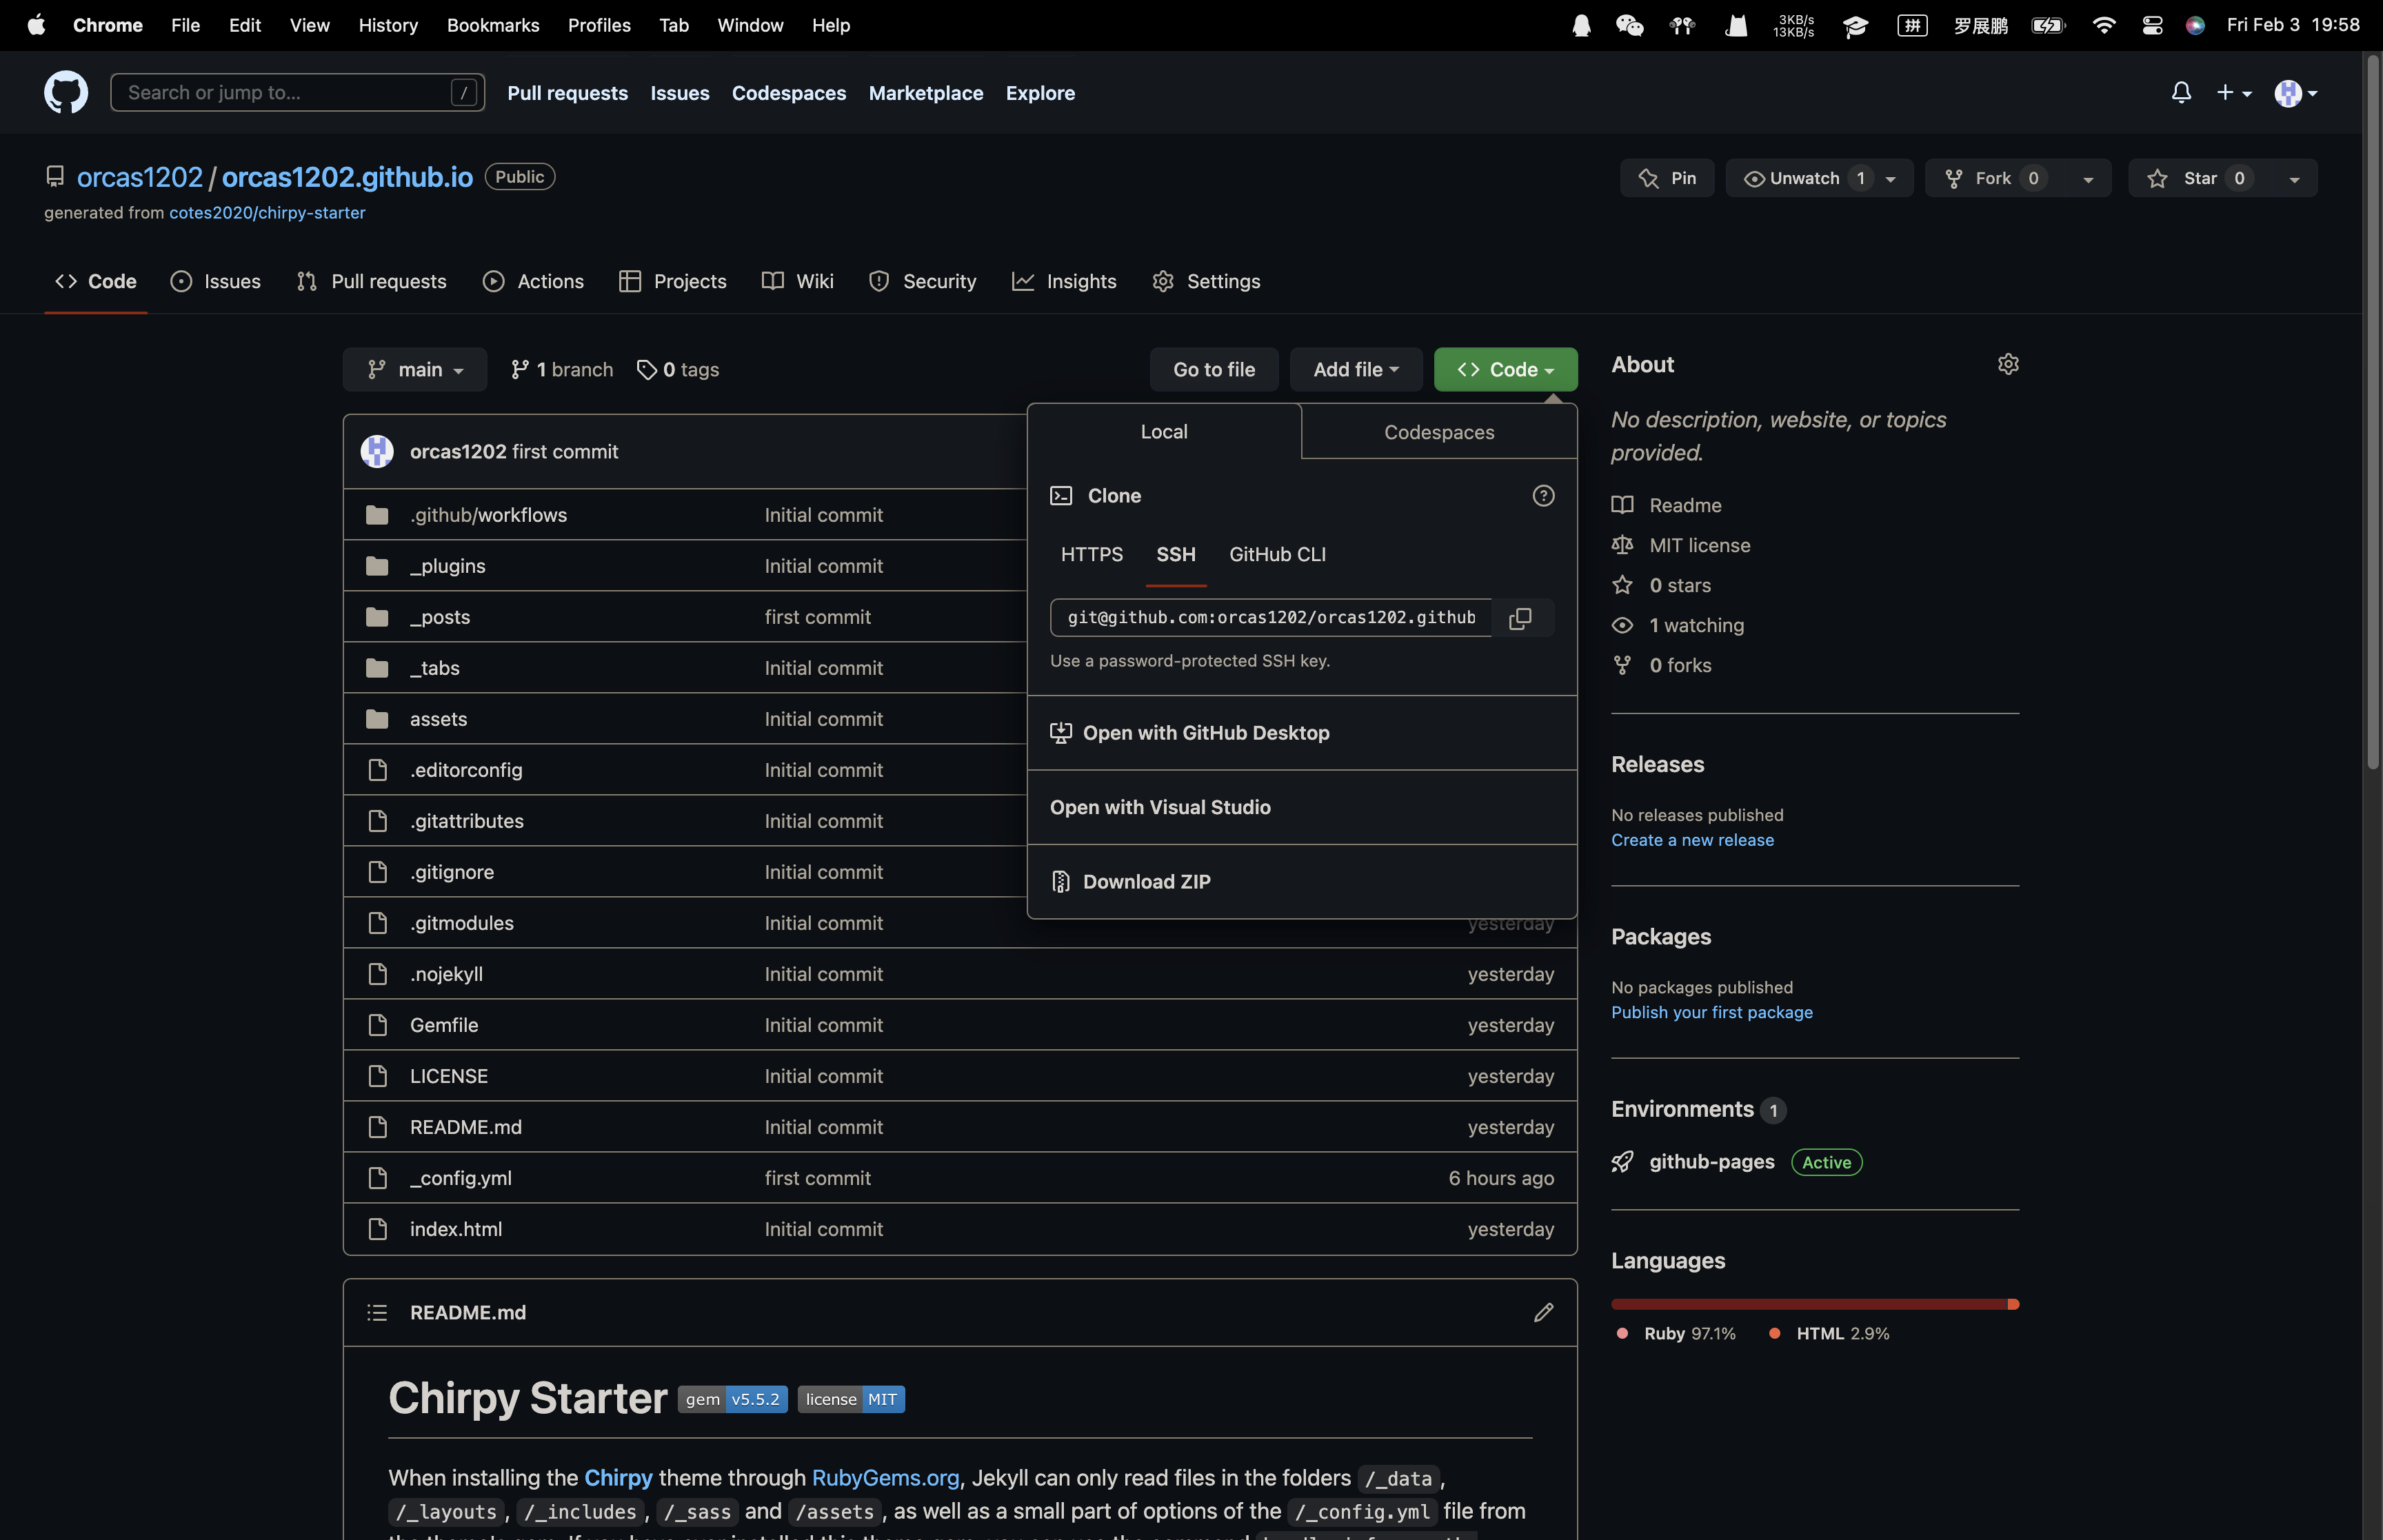 Chrome File Edit View History Bookmarks Profiles Tab Window Help 3KB/s 13KB/s 拼 罗展鹏 Fri Feb 3 19:58
Search or jump to... / Pull requests Issues Codespaces Marketplace Explore
orcas1202 / orcas1202.github.io Public Pin Unwatch 1 Fork 0 Star 0
generated from cotes2020/chirpy-starter
Code Issues Pull requests Actions Projects Wiki Security Insights Settings
main 1 branch 0 tags Go to file Add file Code
orcas1202 first commit
.github/workflows Initial commit
_plugins Initial commit
_posts first commit
_tabs Initial commit
assets Initial commit
.editorconfig Initial commit
.gitattributes Initial commit
.gitignore Initial commit
.gitmodules Initial commit yesterday
.nojekyll Initial commit yesterday
Gemfile Initial commit yesterday
LICENSE Initial commit yesterday
README.md Initial commit yesterday
_config.yml first commit 6 hours ago
index.html Initial commit yesterday
Local Codespaces
Clone
HTTPS SSH GitHub CLI
git@github.com:orcas1202/orcas1202.github
Use a password-protected SSH key.
Open with GitHub Desktop
Open with Visual Studio
Download ZIP
About
No description, website, or topics
provided.
Readme
MIT license
0 stars
1 watching
0 forks
Releases
No releases published
Create a new release
Packages
No packages published
Publish your first package
Environments 1
github-pages Active
Languages
Ruby 97.1% HTML 2.9%
README.md
Chirpy Starter gem v5.5.2 license MIT
When installing the Chirpy theme through RubyGems.org, Jekyll can only read files in the folders /_data,
/_layouts, /_includes, /_sass and /assets, as well as a small part of options of the /_config.yml file from